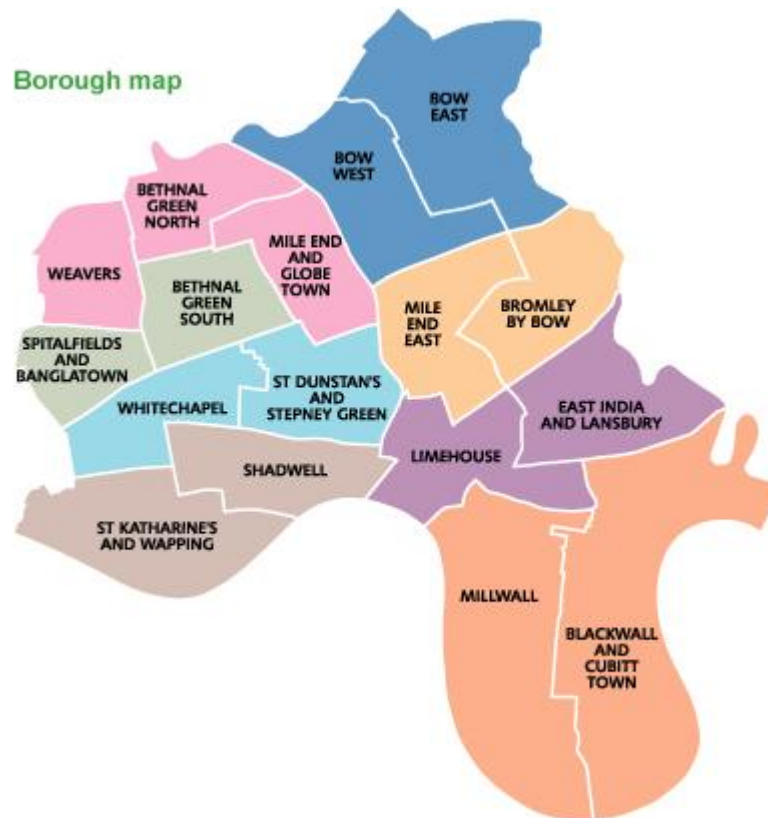 Borough map
BOW
EAST
BOW
WEST
BETHNAL
GREEN
NORTH
MILE END
AND
GLOBE
TOWN
WEAVERS
BETHNAL
GREEN
SOUTH
MILE
END
EAST
BROMLEY
BY BOW
SPITALFIELDS
AND
BANGLATOWN
ST DUNSTAN'S
AND
STEPNEY GREEN
WHITECHAPEL
EAST INDIA
AND LANSBURY
LIMEHOUSE
SHADWELL
ST KATHARINE'S
AND WAPPING
MILLWALL
BLACKWALL
AND
CUBITT
TOWN